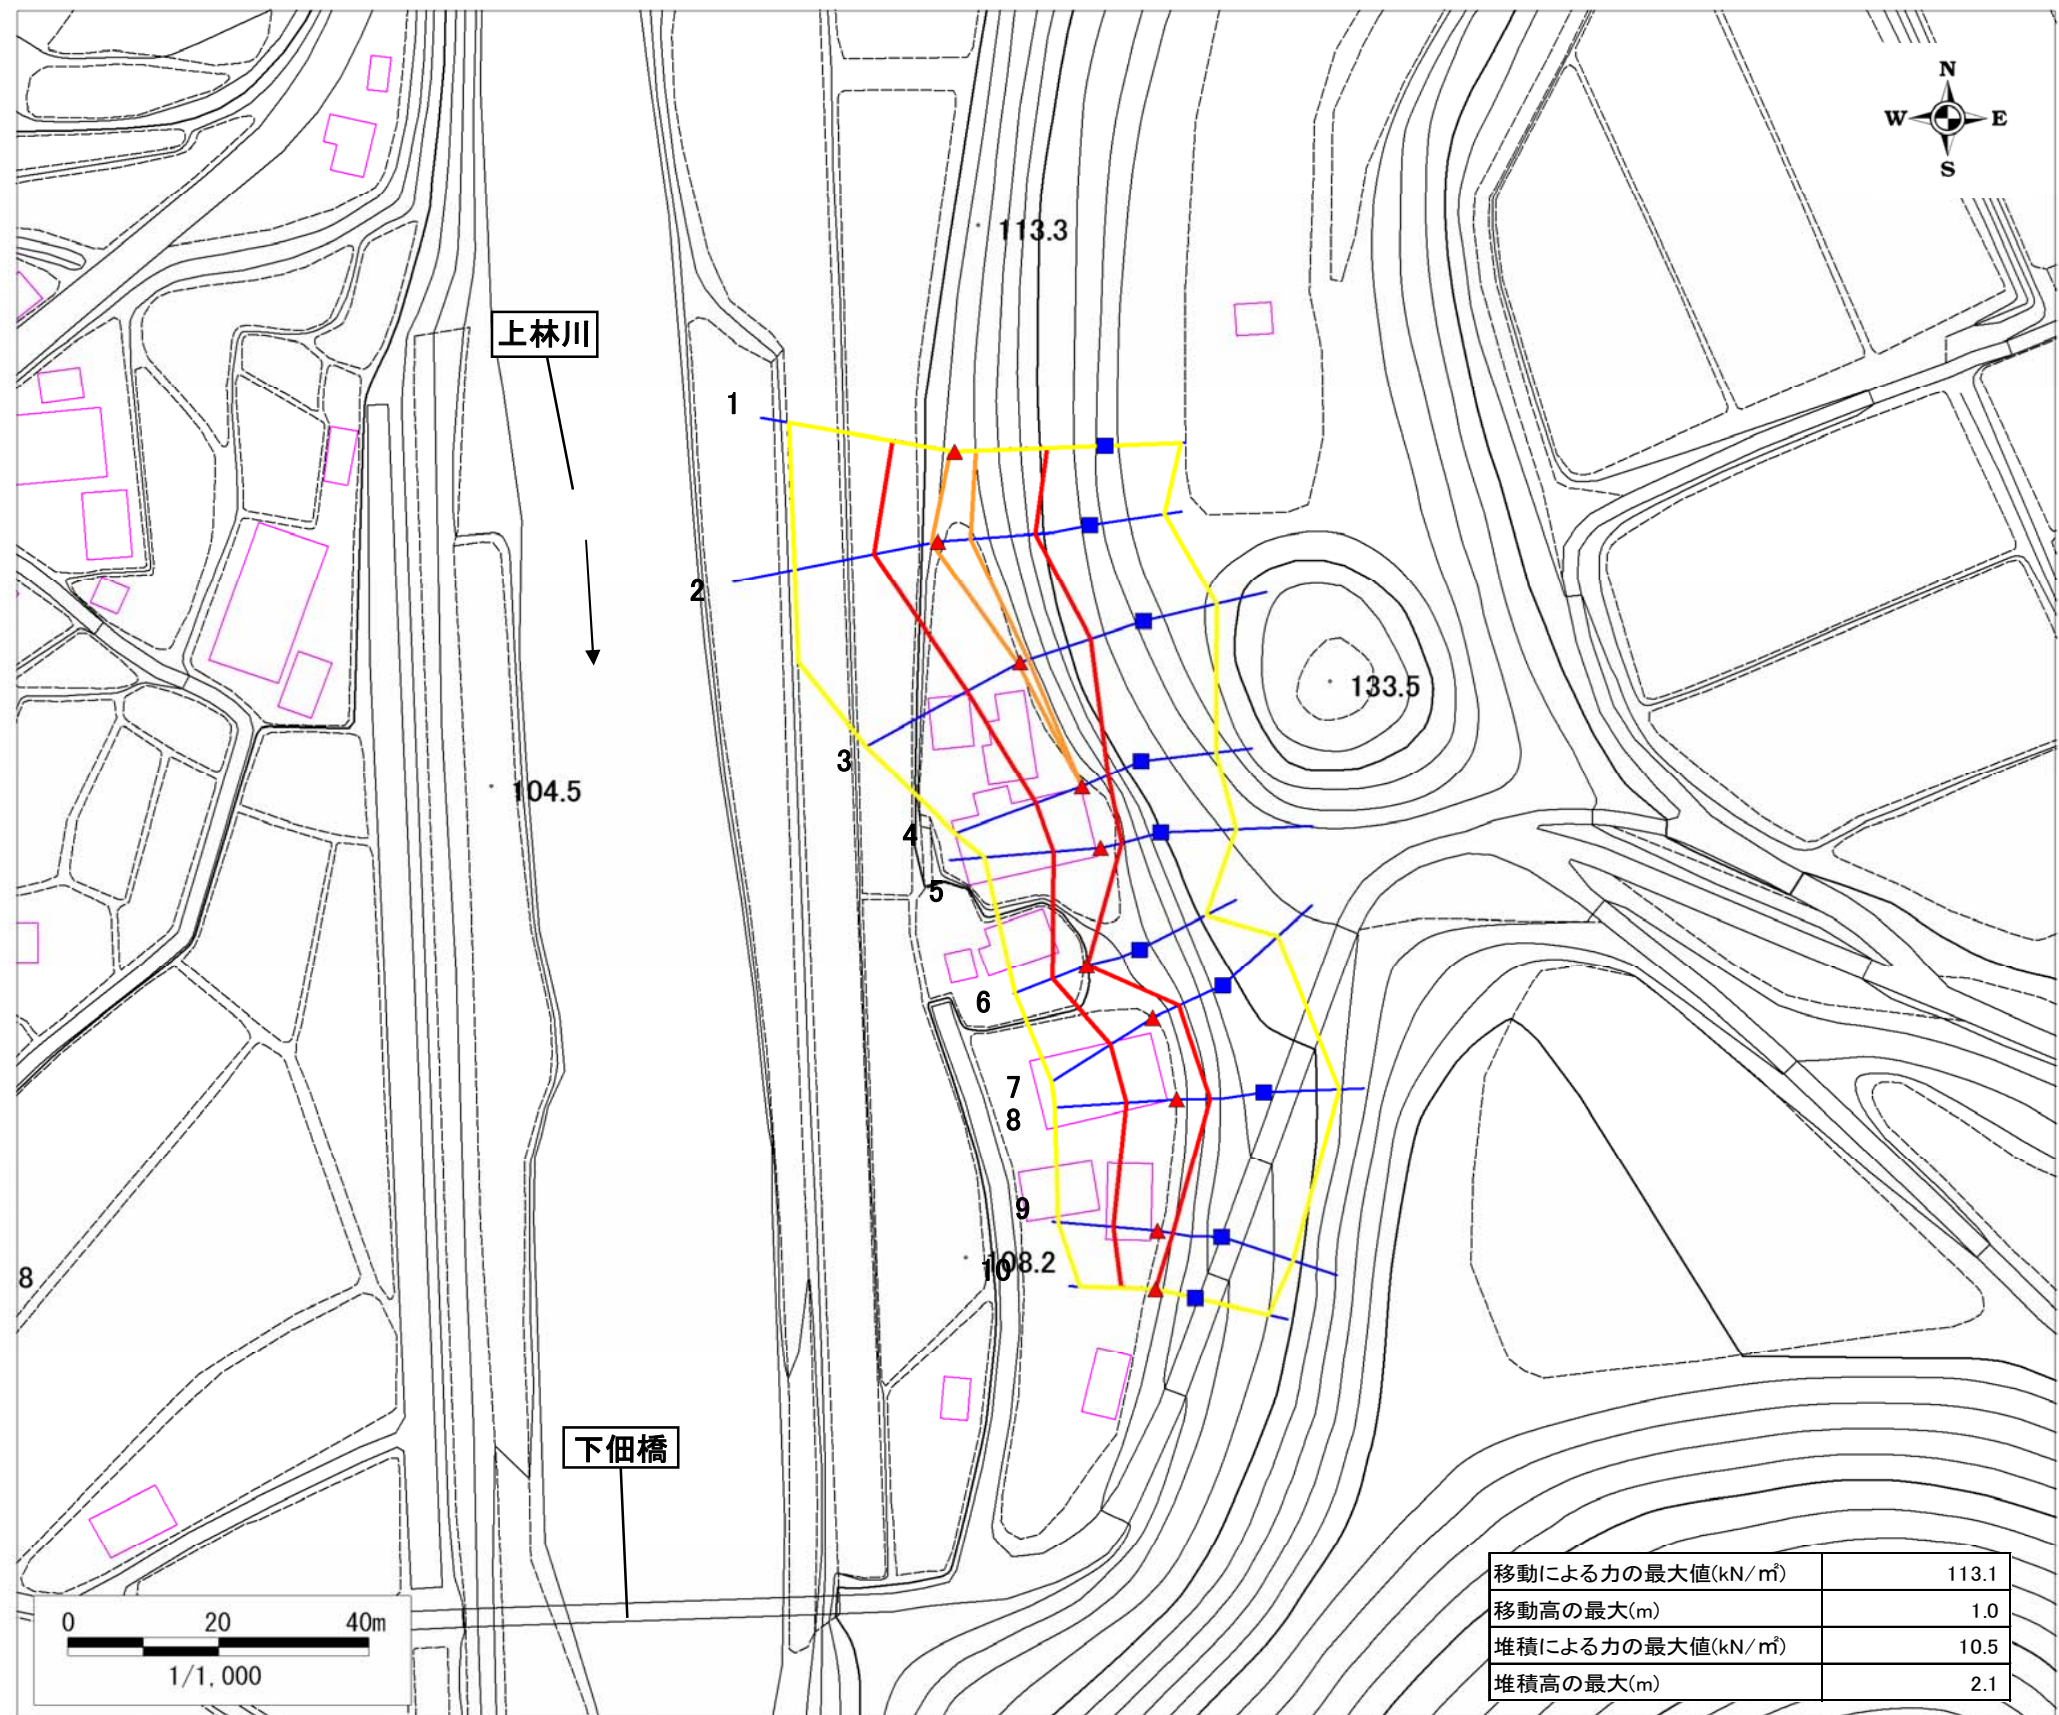 N
W E
S
113.3
上林川
1
2
133.5
3
104.5
4
5
6
7
8
9
108.2
10
8
下佃橋
0 20 40m
1/1,000
移動による力の最大値(kN/㎡) 113.1
移動高の最大(m) 1.0
堆積による力の最大値(kN/㎡) 10.5
堆積高の最大(m) 2.1